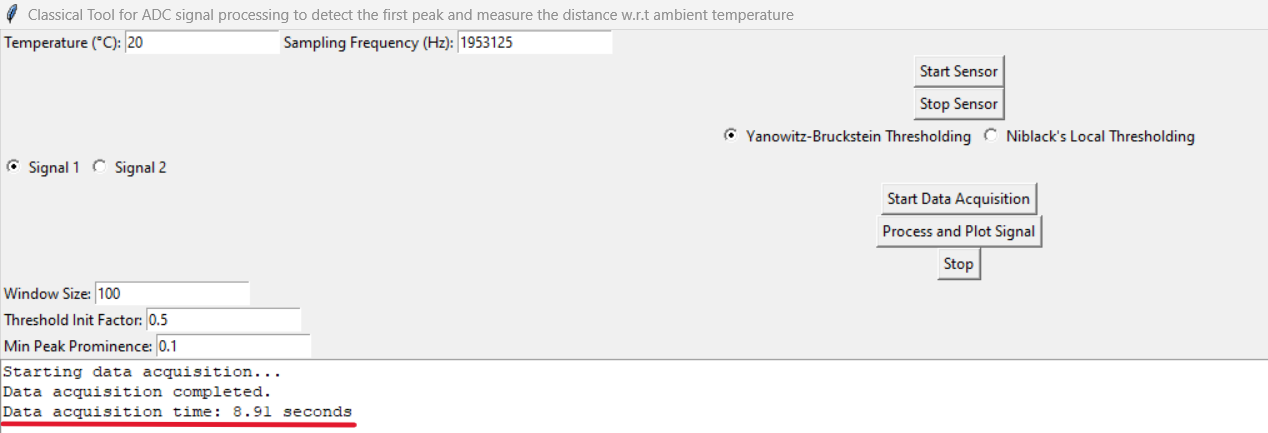 Classical Tool for ADC signal processing to detect the first peak and measure the distance w.r.t ambient temperature
Temperature (°C): 20 Sampling Frequency (Hz): 1953125
Start Sensor
Stop Sensor
Yanowitz-Bruckstein Thresholding Niblack's Local Thresholding
Signal 1 Signal 2
Start Data Acquisition
Process and Plot Signal
Stop
Window Size: 100
Threshold Init Factor: 0.5
Min Peak Prominence: 0.1
Starting data acquisition...
Data acquisition completed.
Data acquisition time: 8.91 seconds